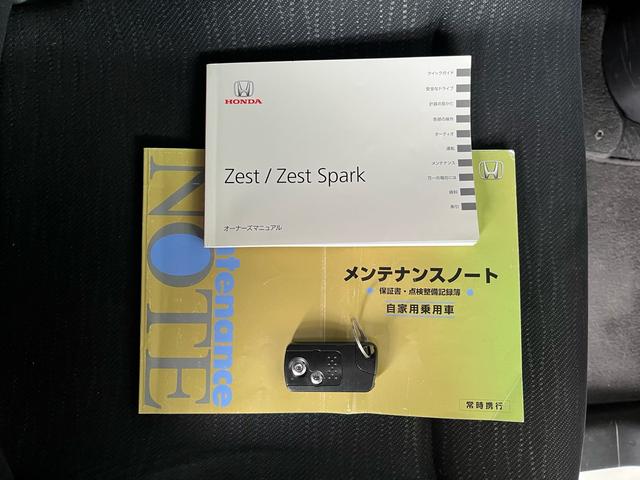 HONDA
Zest / Zest Spark
オーナーズマニュアル
クイックガイド
安全なドライブ
計器の見かた
各部の操作
オーディオ
運転
メンテナンス
万一の場合には
資料
索引
Maintenance
NOTE
メンテナンスノート
保証書・点検整備記録簿
自家用乗用車
常時携行